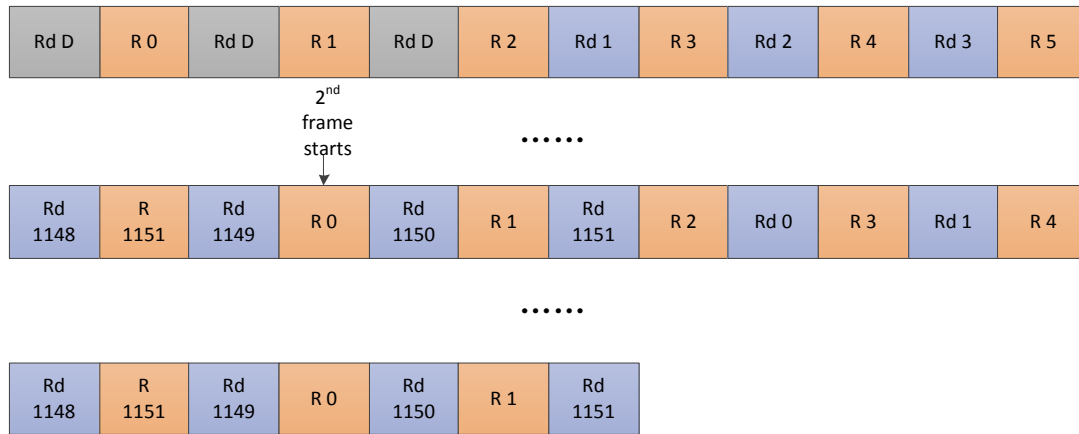 Rd D R 0 Rd D R 1 Rd D R 2 Rd 1 R 3 Rd 2 R 4 Rd 3 R 5
2nd
frame
starts
......
Rd 1148 R 1151 Rd 1149 R 0 Rd 1150 R 1 Rd 1151 R 2 Rd 0 R 3 Rd 1 R 4
......
Rd 1148 R 1151 Rd 1149 R 0 Rd 1150 R 1 Rd 1151